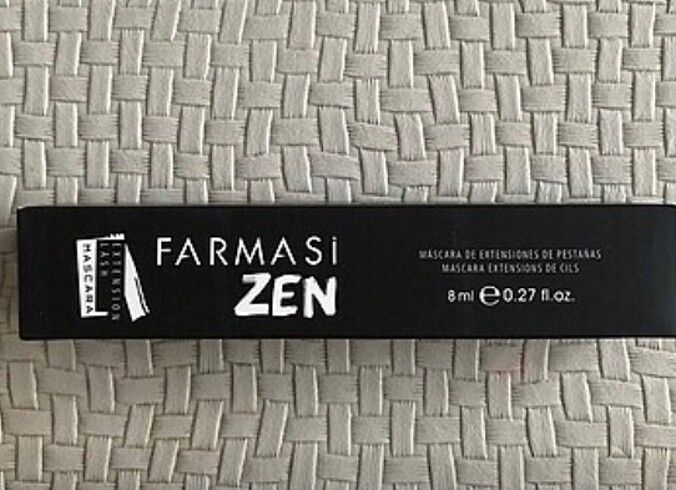 MASCARA
LASH
EXTENSION
FARMASi
ZEN
MÁSCARA DE EXTENSIONES DE PESTAÑAS
MASCARA EXTENSIONS DE CILS
8 ml ℮ 0.27 fl.oz.